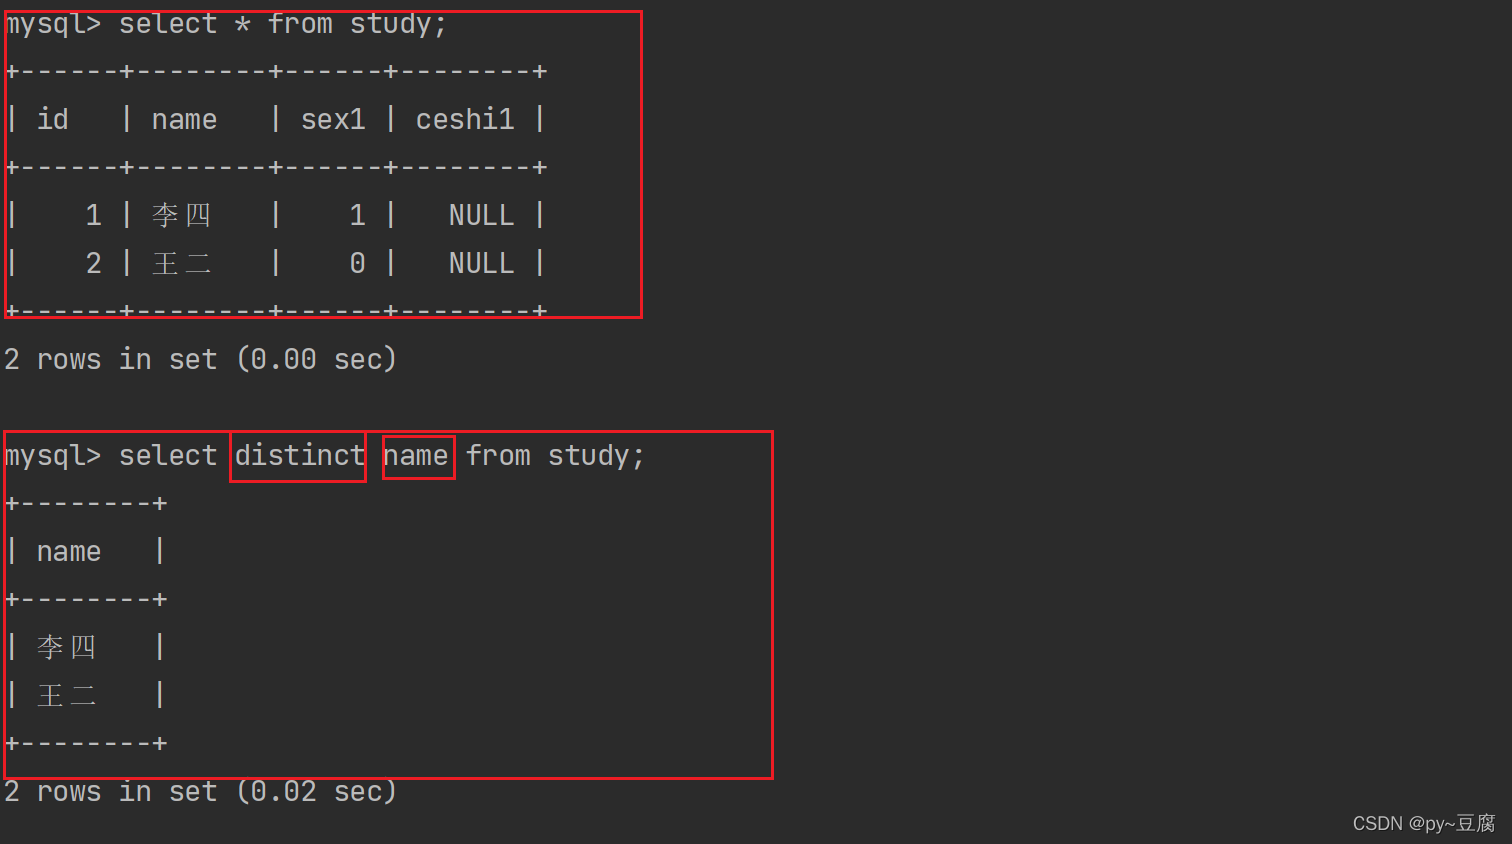 mysql> select * from study;
+------+--------+------+--------+
| id   | name   | sex1 | ceshi1 |
+------+--------+------+--------+
|    1 | 李四   |    1 |   NULL |
|    2 | 王二   |    0 |   NULL |
+------+--------+------+--------+
2 rows in set (0.00 sec)
mysql> select distinct name from study;
+--------+
| name   |
+--------+
| 李四   |
| 王二   |
+--------+
2 rows in set (0.02 sec)
CSDN @py~豆腐